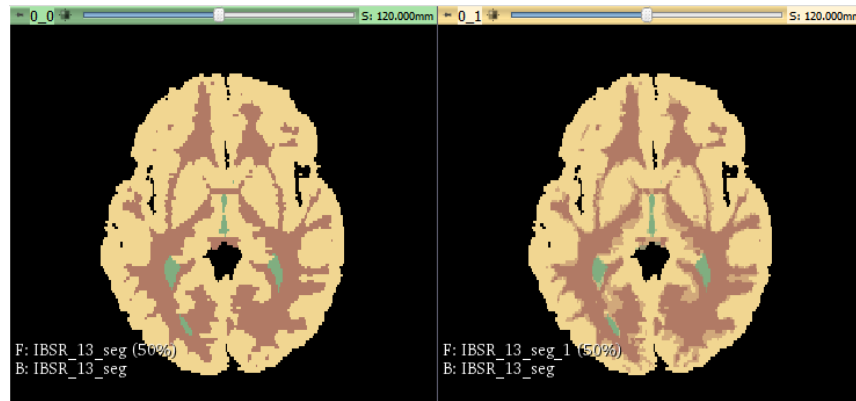 0_0 S: 120.000mm
0_1 S: 120.000mm
F: IBSR_13_seg (50%)
B: IBSR_13_seg
F: IBSR_13_seg_1 (50%)
B: IBSR_13_seg